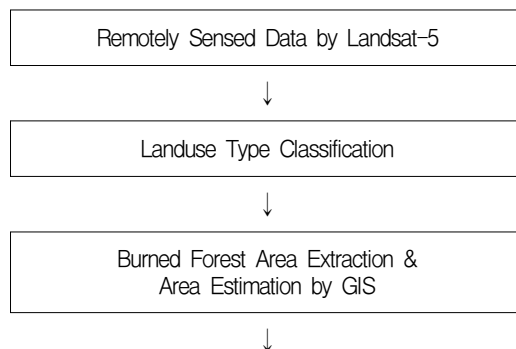 Remotely Sensed Data by Landsat-5
↓
Landuse Type Classification
↓
Burned Forest Area Extraction &
Area Estimation by GIS
↓